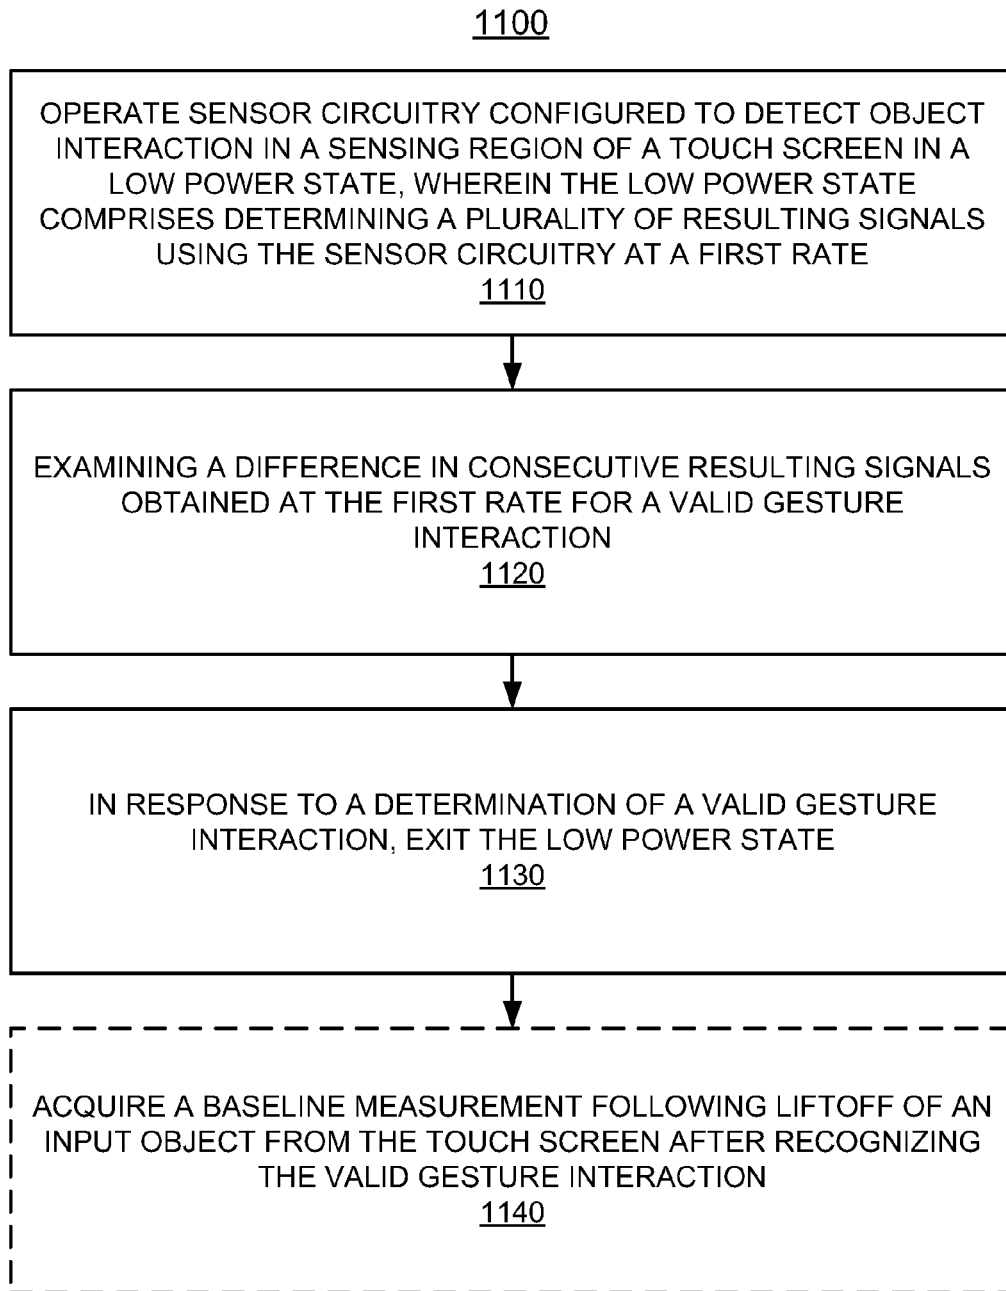 1100
OPERATE SENSOR CIRCUITRY CONFIGURED TO DETECT OBJECT
INTERACTION IN A SENSING REGION OF A TOUCH SCREEN IN A
LOW POWER STATE, WHEREIN THE LOW POWER STATE
COMPRISES DETERMINING A PLURALITY OF RESULTING SIGNALS
USING THE SENSOR CIRCUITRY AT A FIRST RATE
1110
EXAMINING A DIFFERENCE IN CONSECUTIVE RESULTING SIGNALS
OBTAINED AT THE FIRST RATE FOR A VALID GESTURE
INTERACTION
1120
IN RESPONSE TO A DETERMINATION OF A VALID GESTURE
INTERACTION, EXIT THE LOW POWER STATE
1130
ACQUIRE A BASELINE MEASUREMENT FOLLOWING LIFTOFF OF AN
INPUT OBJECT FROM THE TOUCH SCREEN AFTER RECOGNIZING
THE VALID GESTURE INTERACTION
1140